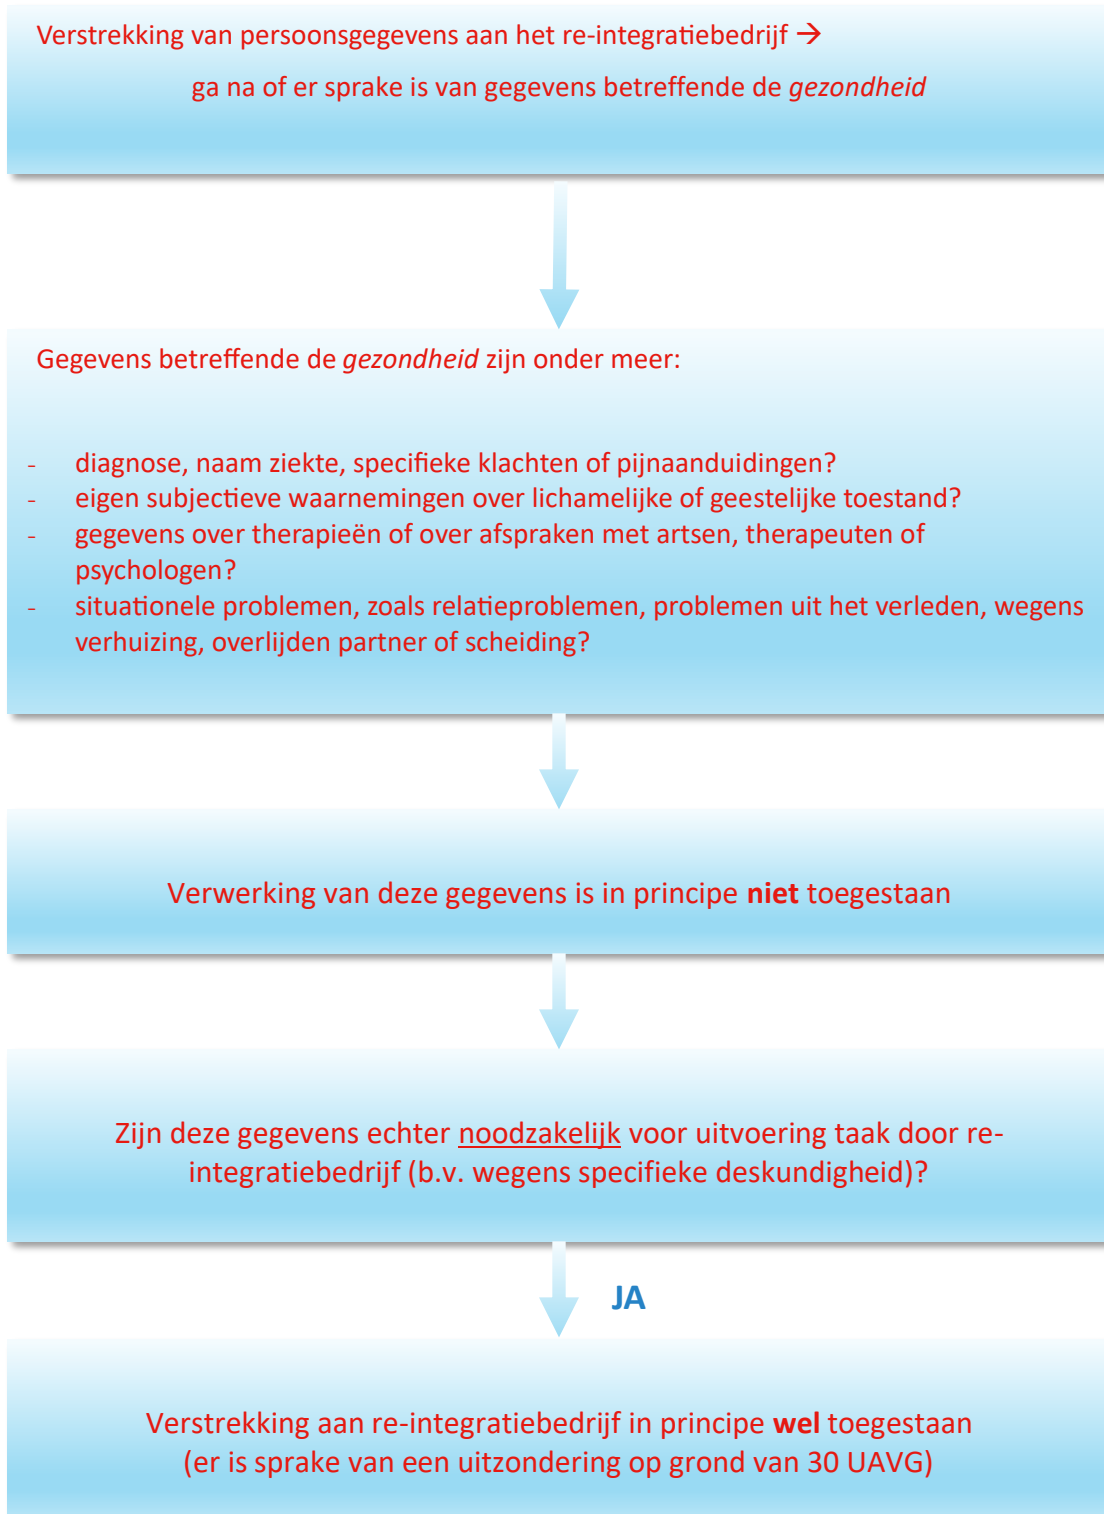 Verstrekking van persoonsgegevens aan het re-integratiebedrijf →
ga na of er sprake is van gegevens betreffende de gezondheid
Gegevens betreffende de gezondheid zijn onder meer:
- diagnose, naam ziekte, specifieke klachten of pijnaanduidingen?
- eigen subjectieve waarnemingen over lichamelijke of geestelijke toestand?
- gegevens over therapieën of over afspraken met artsen, therapeuten of
psychologen?
- situationele problemen, zoals relatieproblemen, problemen uit het verleden, wegens
verhuizing, overlijden partner of scheiding?
Verwerking van deze gegevens is in principe niet toegestaan
Zijn deze gegevens echter noodzakelijk voor uitvoering taak door re-
integratiebedrijf (b.v. wegens specifieke deskundigheid)?
JA
Verstrekking aan re-integratiebedrijf in principe wel toegestaan
(er is sprake van een uitzondering op grond van 30 UAVG)